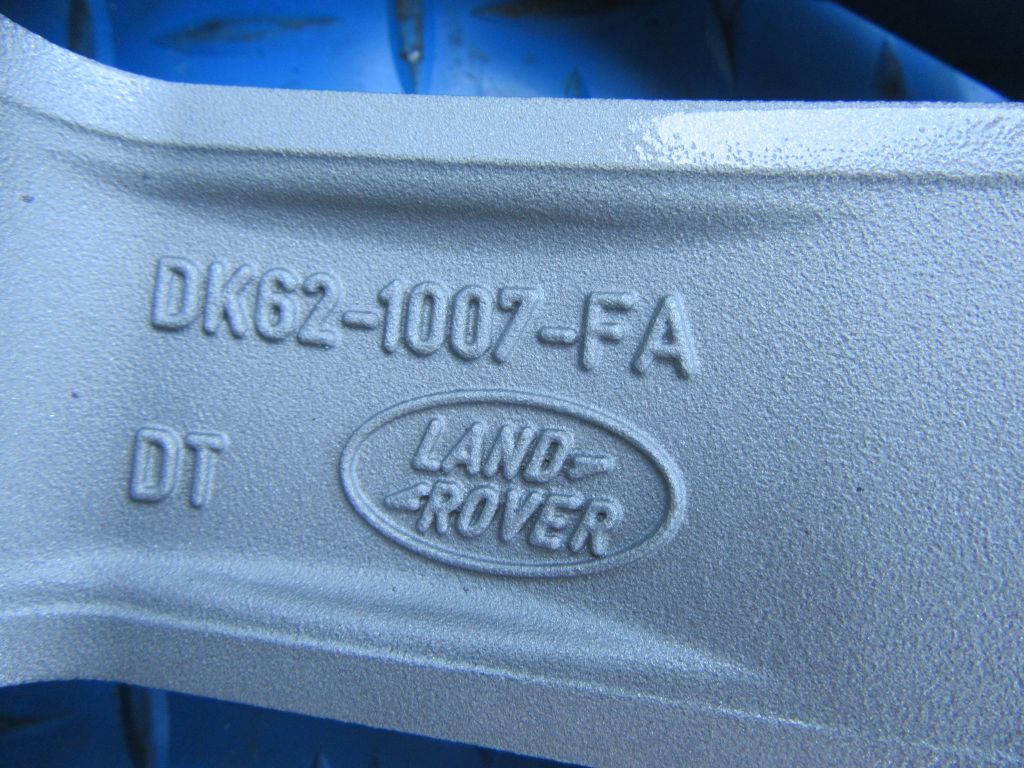 DK62-1007-FA
DT
LAND
ROVER